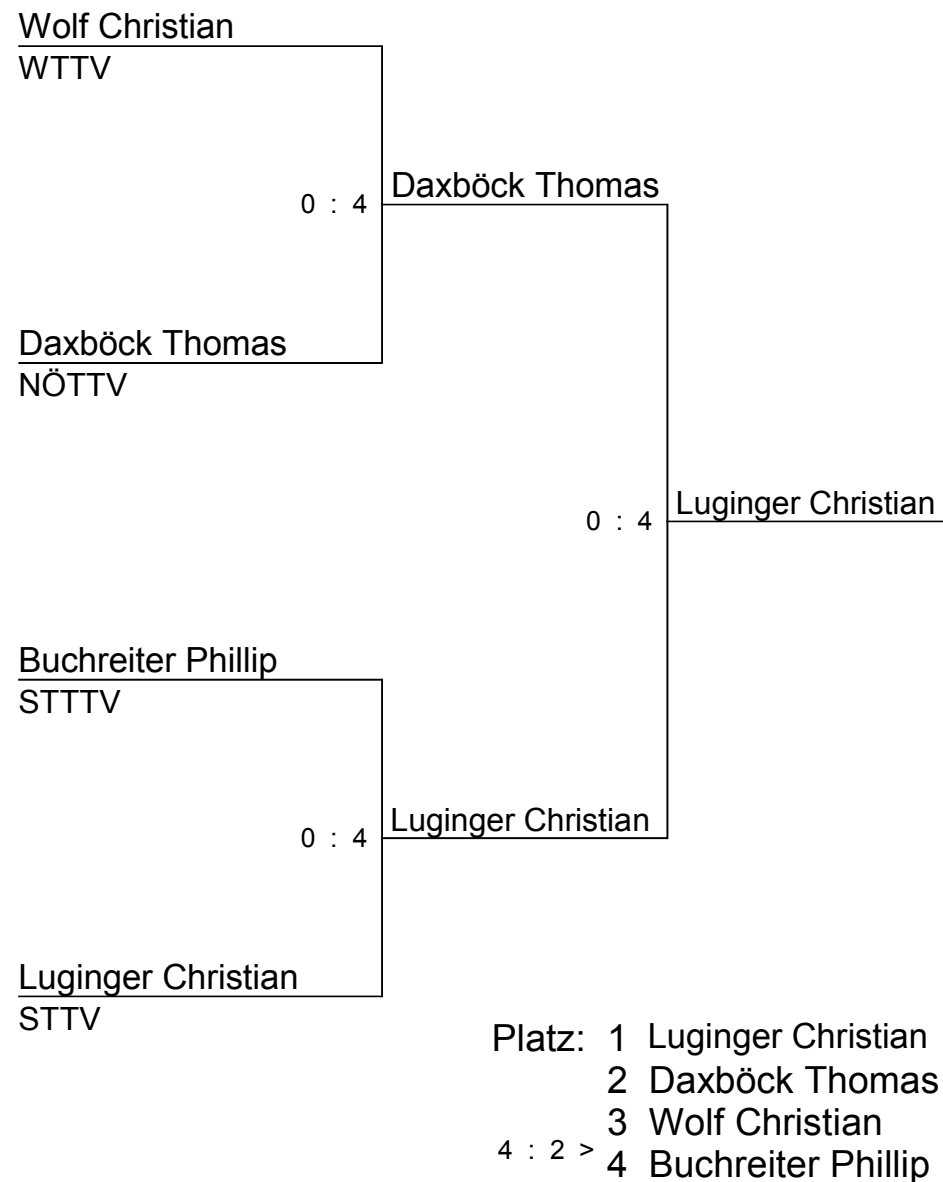 Wolf Christian
WTTV
0 : 4
Daxböck Thomas
Daxböck Thomas
NÖTTV
0 : 4
Luginger Christian
Buchreiter Phillip
STTTV
0 : 4
Luginger Christian
Luginger Christian
STTV
Platz: 1 Luginger Christian
2 Daxböck Thomas
3 Wolf Christian
4 : 2 >
4 Buchreiter Phillip